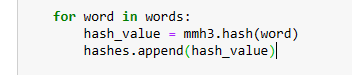 for word in words:
    hash_value = mmh3.hash(word)
    hashes.append(hash_value)